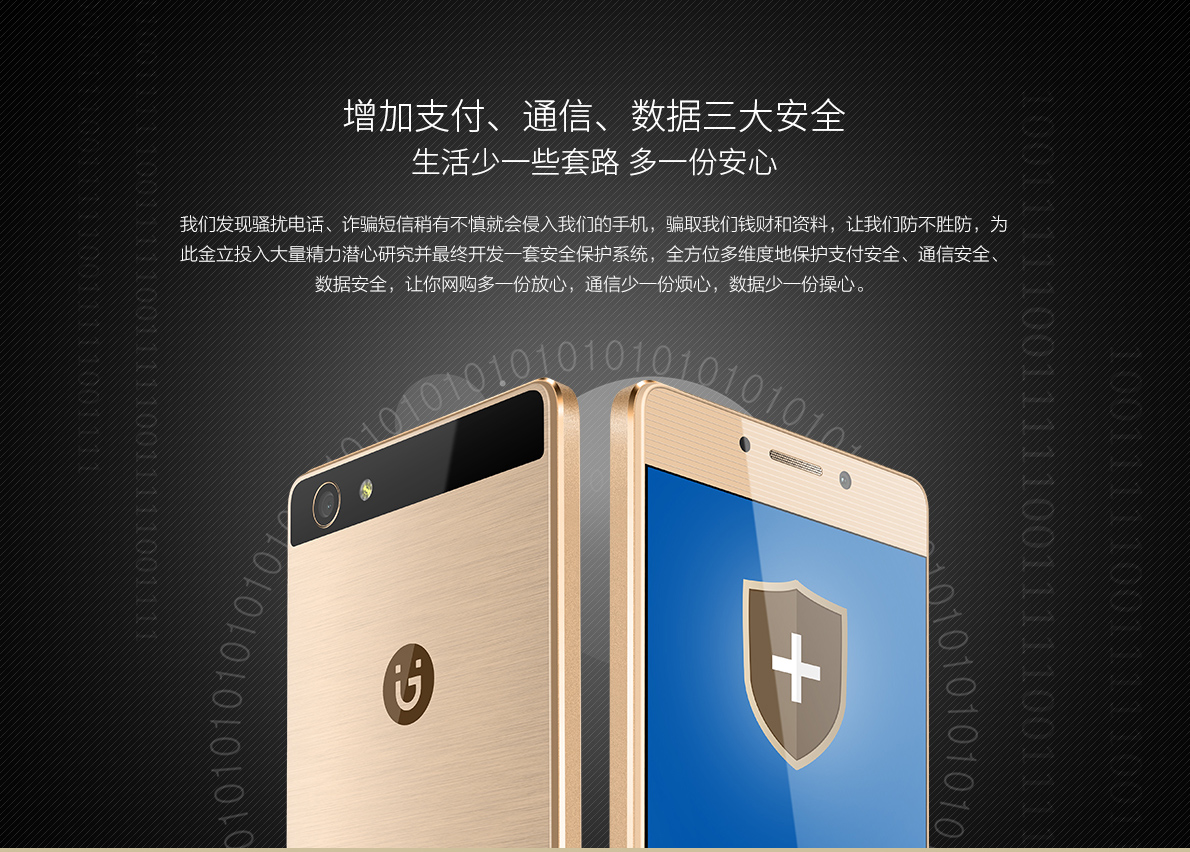 增加支付、通信、数据三大安全
生活少一些套路 多一份安心
我们发现骚扰电话、诈骗短信稍有不慎就会侵入我们的手机，骗取我们钱财和资料，让我们防不胜防，为
此金立投入大量精力潜心研究并最终开发一套安全保护系统，全方位多维度地保护支付安全、通信安全、
数据安全，让你网购多一份放心，通信少一份烦心，数据少一份操心。